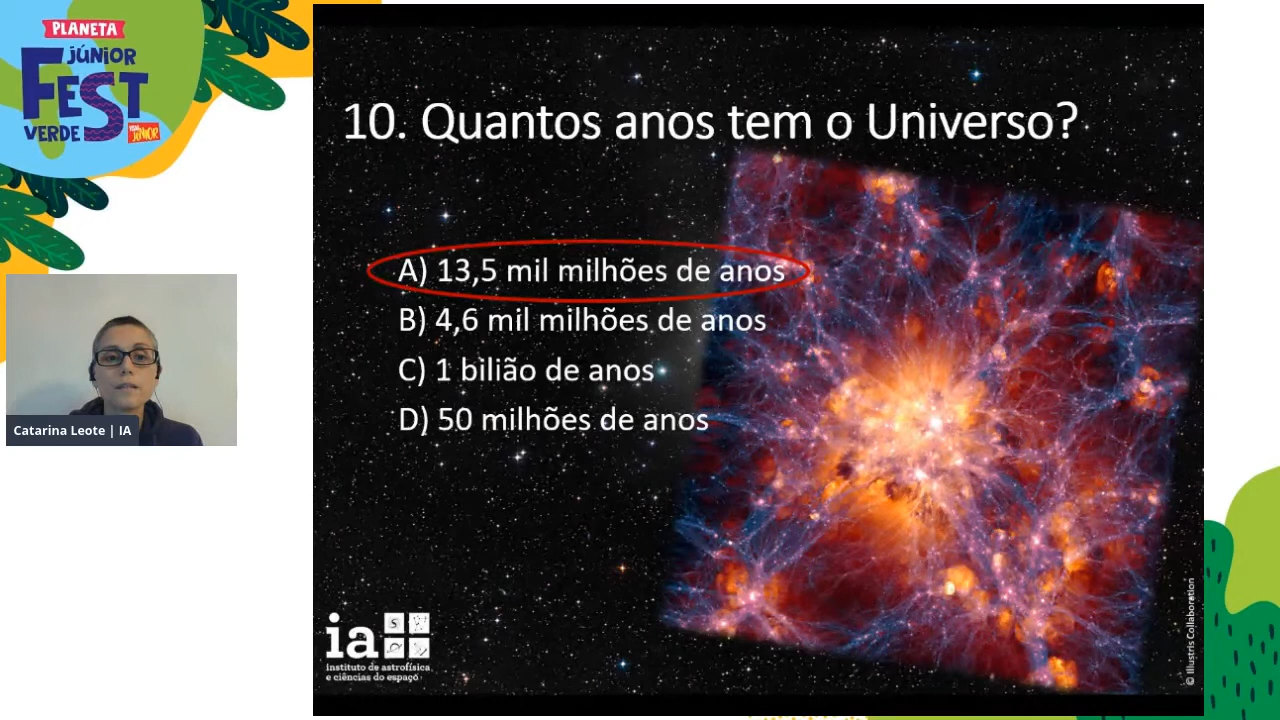 PLANETA
JÚNIOR
FEST
VERDE
JÚNIOR
10. Quantos anos tem o Universo?
A) 13,5 mil milhões de anos
B) 4,6 mil milhões de anos
C) 1 bilião de anos
D) 50 milhões de anos
Catarina Leote | IA
ia
instituto de astrofísica
e ciências do espaço
© Illustris Collaboration